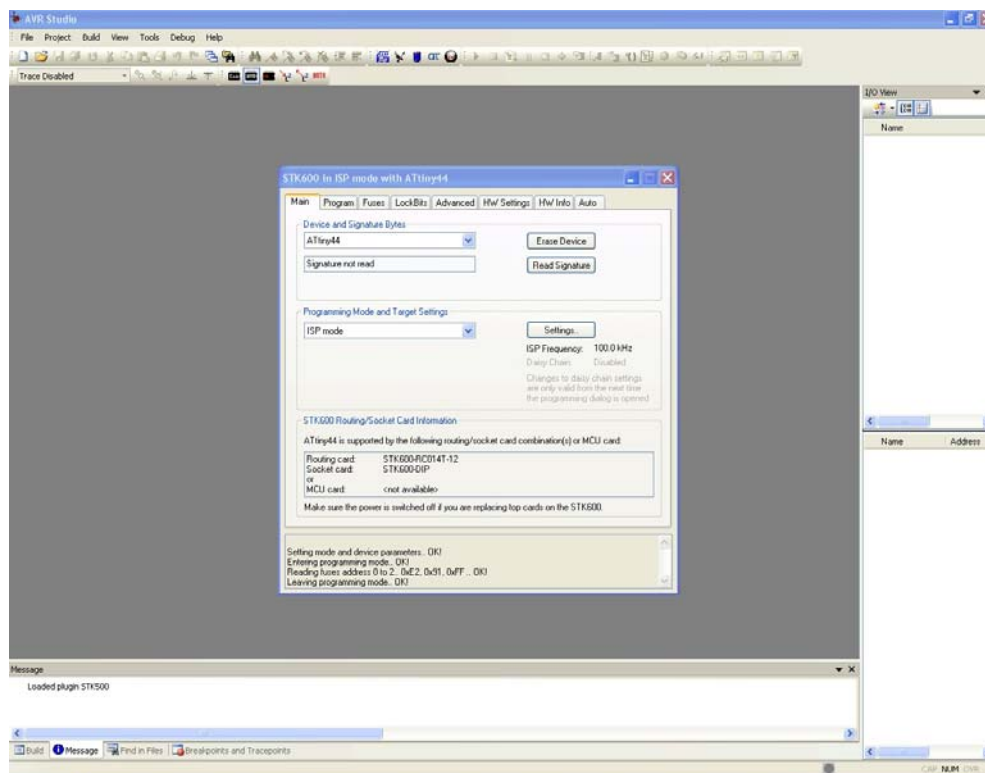 AVR Studio
File Project Build View Tools Debug Help
Trace Disabled
I/O View
Name
STK600 in ISP mode with ATtiny44
Main Program Fuses LockBits Advanced HW Settings HW Info Auto
Device and Signature Bytes
ATtiny44 Erase Device
Signature not read Read Signature
Programming Mode and Target Settings
ISP mode Settings..
ISP Frequency: 100.0 kHz
Daisy Chain: Disabled
Changes to daisy chain settings
are only valid from the next time
the programming dialog is opened
STK600 Routing/Socket Card Information
ATtiny44 is supported by the following routing/socket card combination(s) or MCU card:
Routing card: STK600-RC014T-12
Socket card: STK600-DIP
or
MCU card: <not available>
Make sure the power is switched off if you are replacing top cards on the STK600.
Setting mode and device parameters.. OK!
Entering programming mode.. OK!
Reading fuses address 0 to 2.. 0xE2, 0x91, 0xFF .. OK!
Leaving programming mode.. OK!
Name Address
Message
Loaded plugin STK500
Build Message Find in Files Breakpoints and Tracepoints
CAP NUM OVR